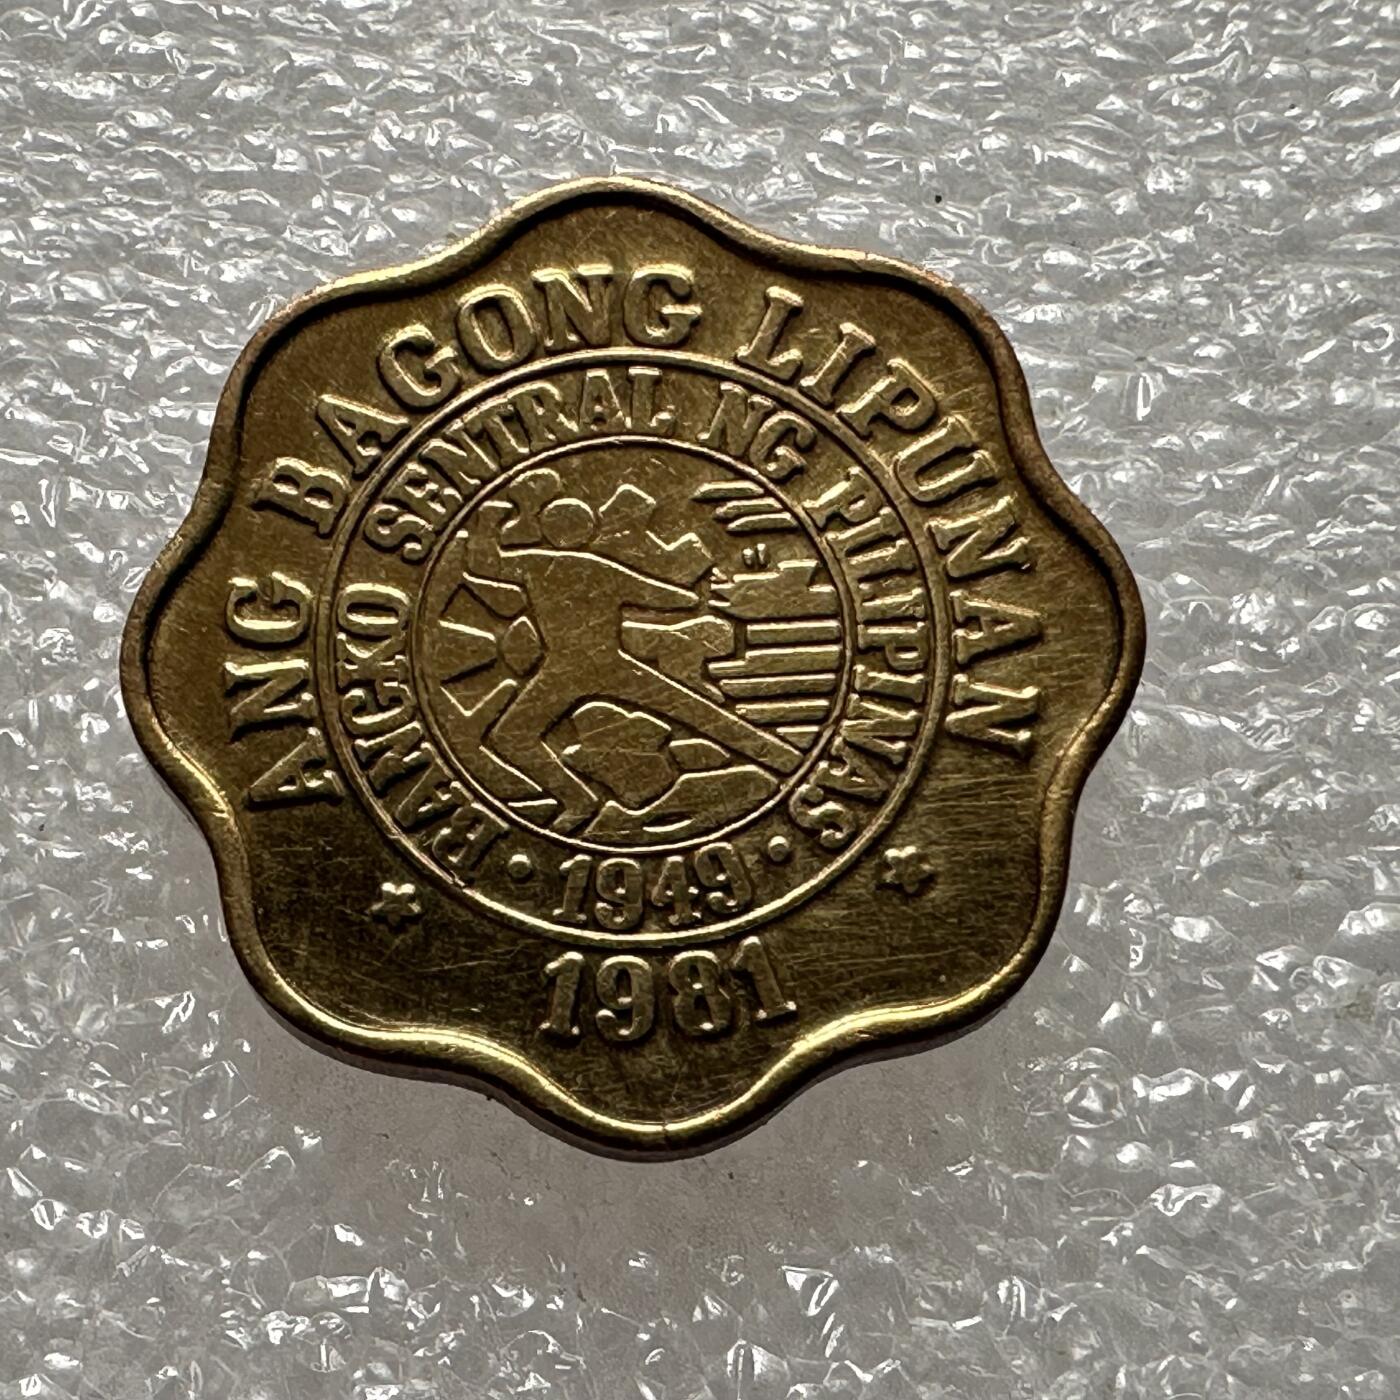 ANG BAGONG LIPUNAN
BANGKO SENTRAL NG PILIPINAS
· 1949 ·
1981